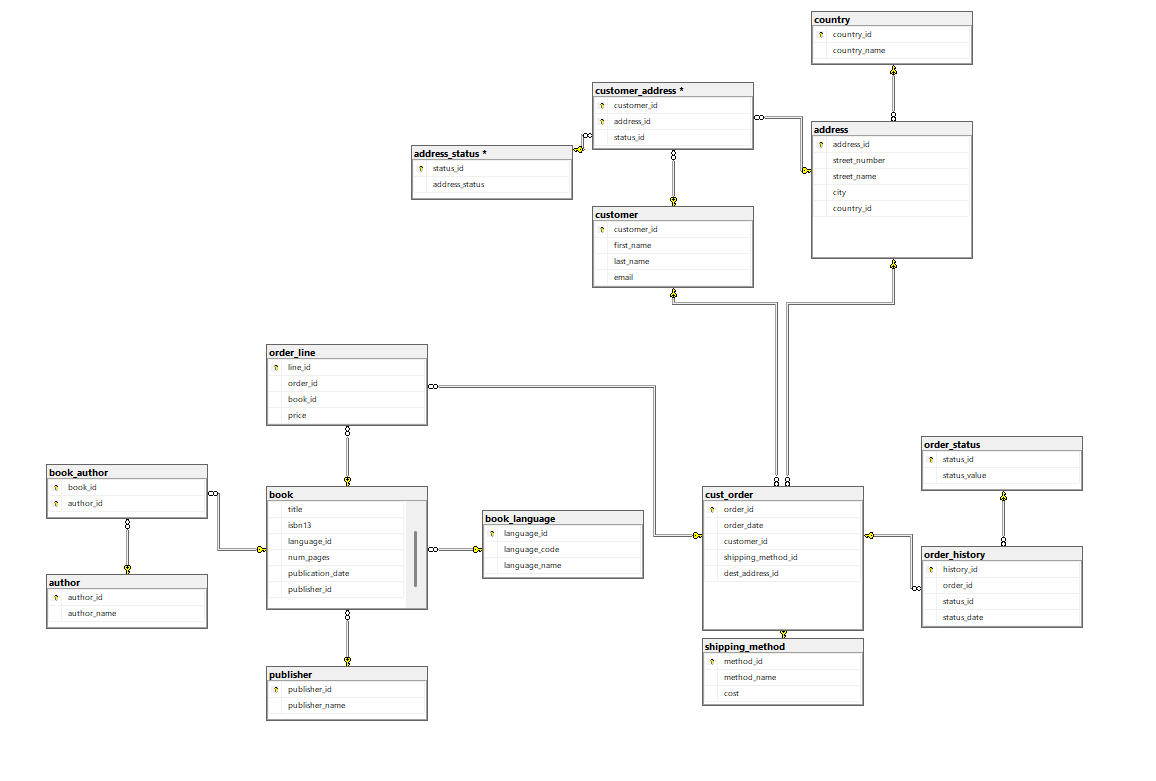 country
country_id
country_name
customer_address *
customer_id
address_id
status_id
address
address_id
street_number
street_name
city
country_id
address_status *
status_id
address_status
customer
customer_id
first_name
last_name
email
order_line
line_id
order_id
book_id
price
order_status
status_id
status_value
book_author
book_id
author_id
book
title
isbn13
language_id
num_pages
publication_date
publisher_id
cust_order
order_id
order_date
customer_id
shipping_method_id
dest_address_id
book_language
language_id
language_code
language_name
order_history
history_id
order_id
status_id
status_date
author
author_id
author_name
shipping_method
method_id
method_name
cost
publisher
publisher_id
publisher_name